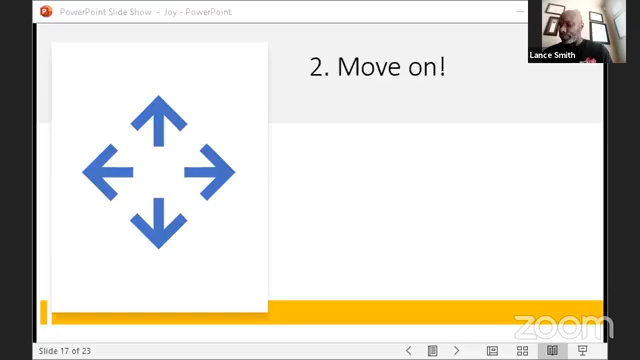 PowerPoint Slide Show - Joy - PowerPoint
Lance Smith
2. Move on!
zoom
Slide 17 of 23